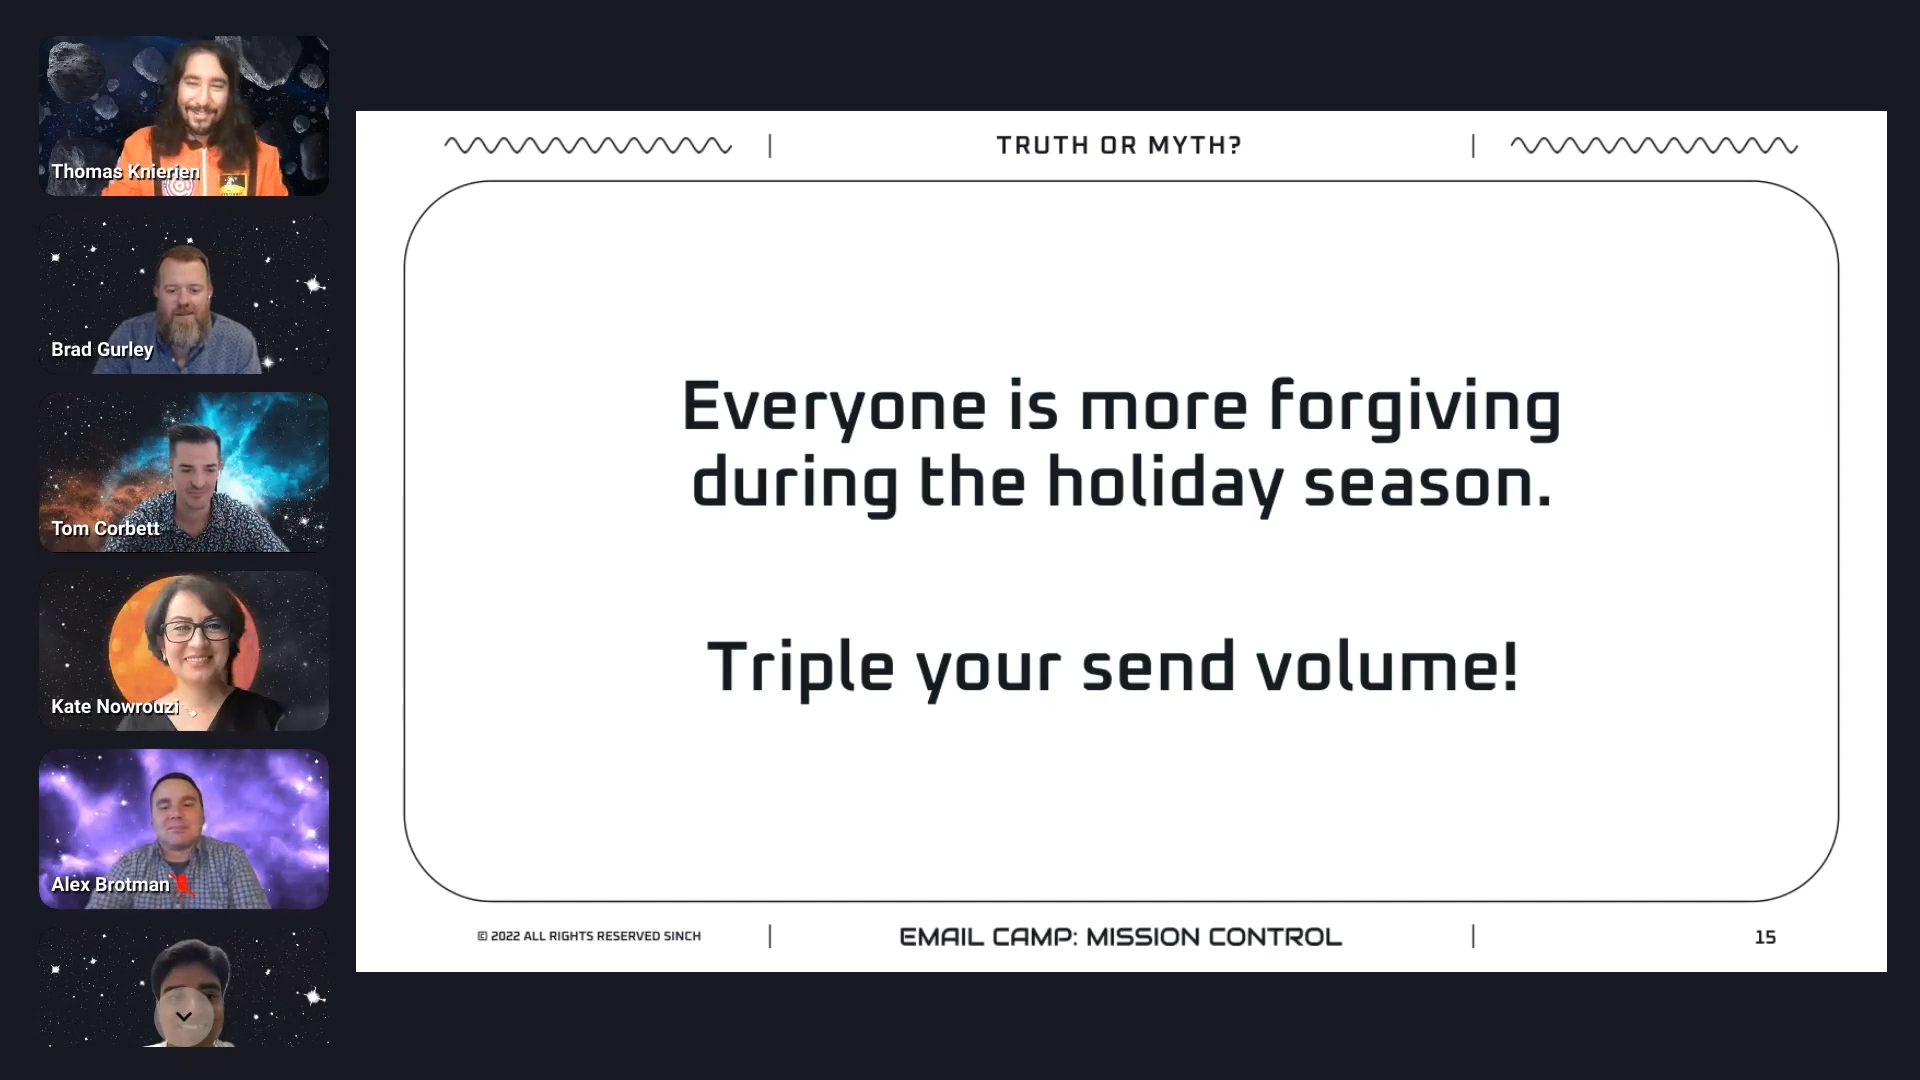 Thomas Knierien
Brad Gurley
Tom Corbett
Kate Nowrouzi
Alex Brotman
TRUTH OR MYTH?
Everyone is more forgiving
during the holiday season.
Triple your send volume!
© 2022 ALL RIGHTS RESERVED SINCH
EMAIL CAMP: MISSION CONTROL
15